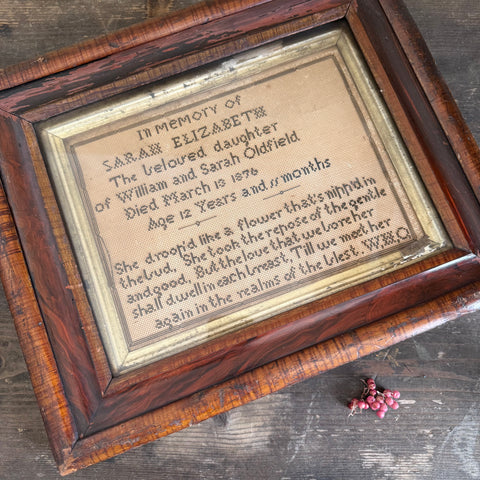 In MEMORY OF
SARAH ELIZABETH
The beloved daughter
of William and Sarah Oldfield
Died March 13 1876
Age 12 Years and 11 months
She droop'd like a flower that's nipp'd in
the bud, She took the repose of the gentle
and good, But the love that we bore her
shall dwell in each breast, Till we meet her
again in the realms of the blest. W.H.O